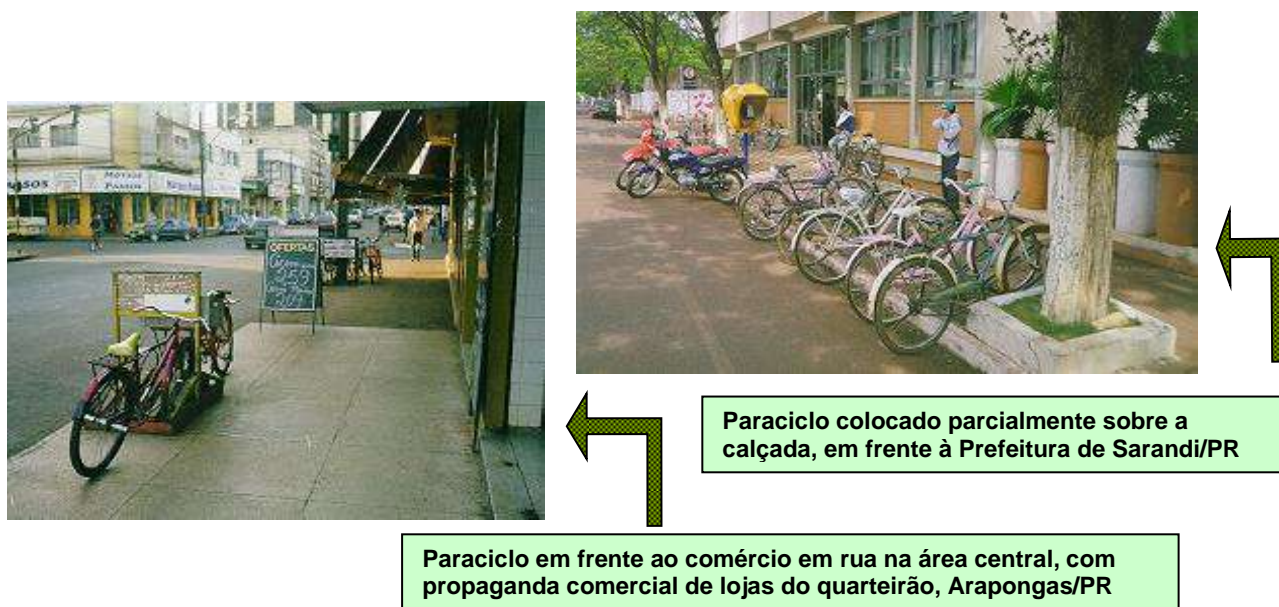 OFERTAS
Paraciclo colocado parcialmente sobre a
calçada, em frente à Prefeitura de Sarandi/PR
Paraciclo em frente ao comércio em rua na área central, com
propaganda comercial de lojas do quarteirão, Arapongas/PR